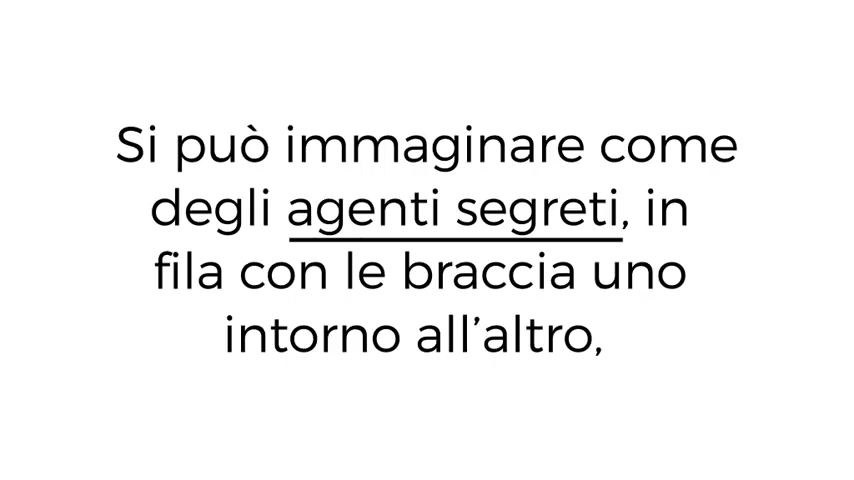 Si può immaginare come
degli agenti segreti, in
fila con le braccia uno
intorno all’altro,